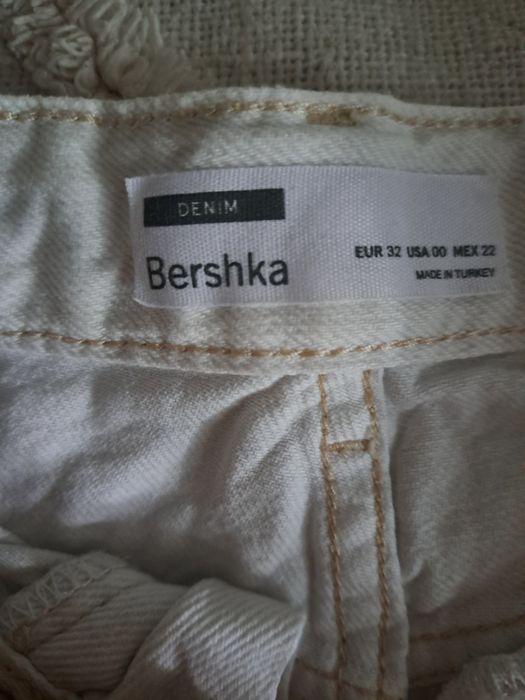 DENIM
Bershka
EUR 32 USA 00 MEX 22
MADE IN TURKEY